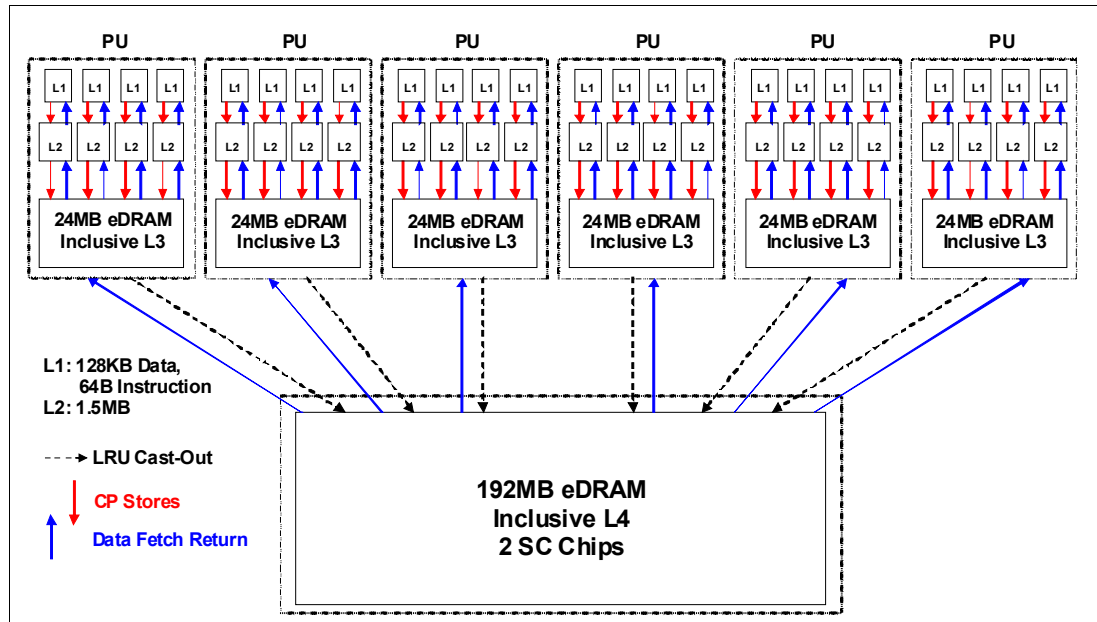 PU PU PU PU PU PU
L1 L1 L1 L1 L1 L1 L1 L1 L1 L1 L1 L1 L1 L1 L1 L1 L1 L1 L1 L1 L1 L1 L1 L1
L2 L2 L2 L2 L2 L2 L2 L2 L2 L2 L2 L2 L2 L2 L2 L2 L2 L2 L2 L2 L2 L2 L2 L2
24MB eDRAM 24MB eDRAM 24MB eDRAM 24MB eDRAM 24MB eDRAM 24MB eDRAM
Inclusive L3 Inclusive L3 Inclusive L3 Inclusive L3 Inclusive L3 Inclusive L3
L1: 128KB Data,
64B Instruction
L2: 1.5MB
LRU Cast-Out
CP Stores
Data Fetch Return
192MB eDRAM
Inclusive L4
2 SC Chips